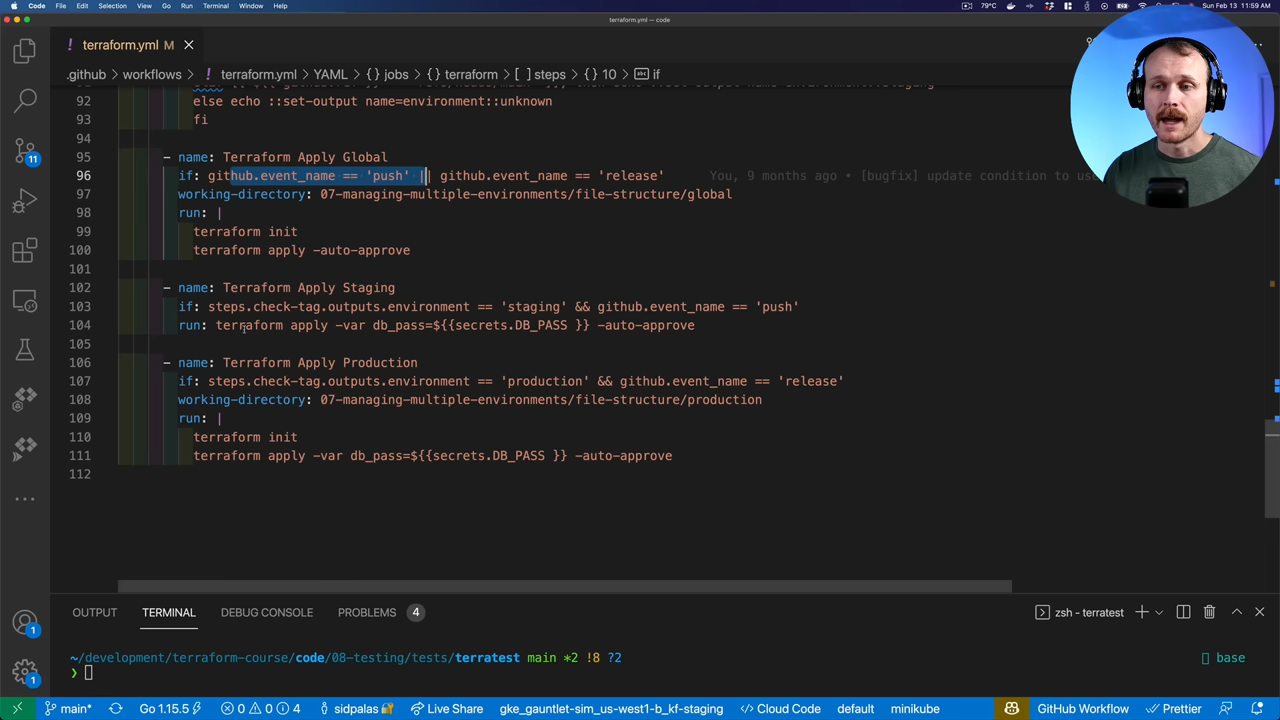 Code File Edit Selection View Go Run Terminal Window Help
79°C Sun Feb 13 11:59 AM
terraform.yml — code
! terraform.yml M ×
.github > workflows > ! terraform.yml > YAML > {} jobs > {} terraform > [ ] steps > {} 10 > abc if
92 else echo ::set-output name=environment::unknown
93 fi
94
95 - name: Terraform Apply Global
96 if: github.event_name == 'push' || github.event_name == 'release' You, 9 months ago • [bugfix] update condition to use
97 working-directory: 07-managing-multiple-environments/file-structure/global
98 run: |
99 terraform init
100 terraform apply -auto-approve
101
102 - name: Terraform Apply Staging
103 if: steps.check-tag.outputs.environment == 'staging' && github.event_name == 'push'
104 run: terraform apply -var db_pass=${{secrets.DB_PASS }} -auto-approve
105
106 - name: Terraform Apply Production
107 if: steps.check-tag.outputs.environment == 'production' && github.event_name == 'release'
108 working-directory: 07-managing-multiple-environments/file-structure/production
109 run: |
110 terraform init
111 terraform apply -var db_pass=${{secrets.DB_PASS }} -auto-approve
112
11
OUTPUT TERMINAL DEBUG CONSOLE PROBLEMS 4
zsh - terratest
~/development/terraform-course/code/08-testing/tests/terratest main *2 !8 ?2
base
❯
1
1
main* Go 1.15.5 0 0 4 sidpalas Live Share gke_gauntlet-sim_us-west1-b_kf-staging Cloud Code default minikube GitHub Workflow Prettier